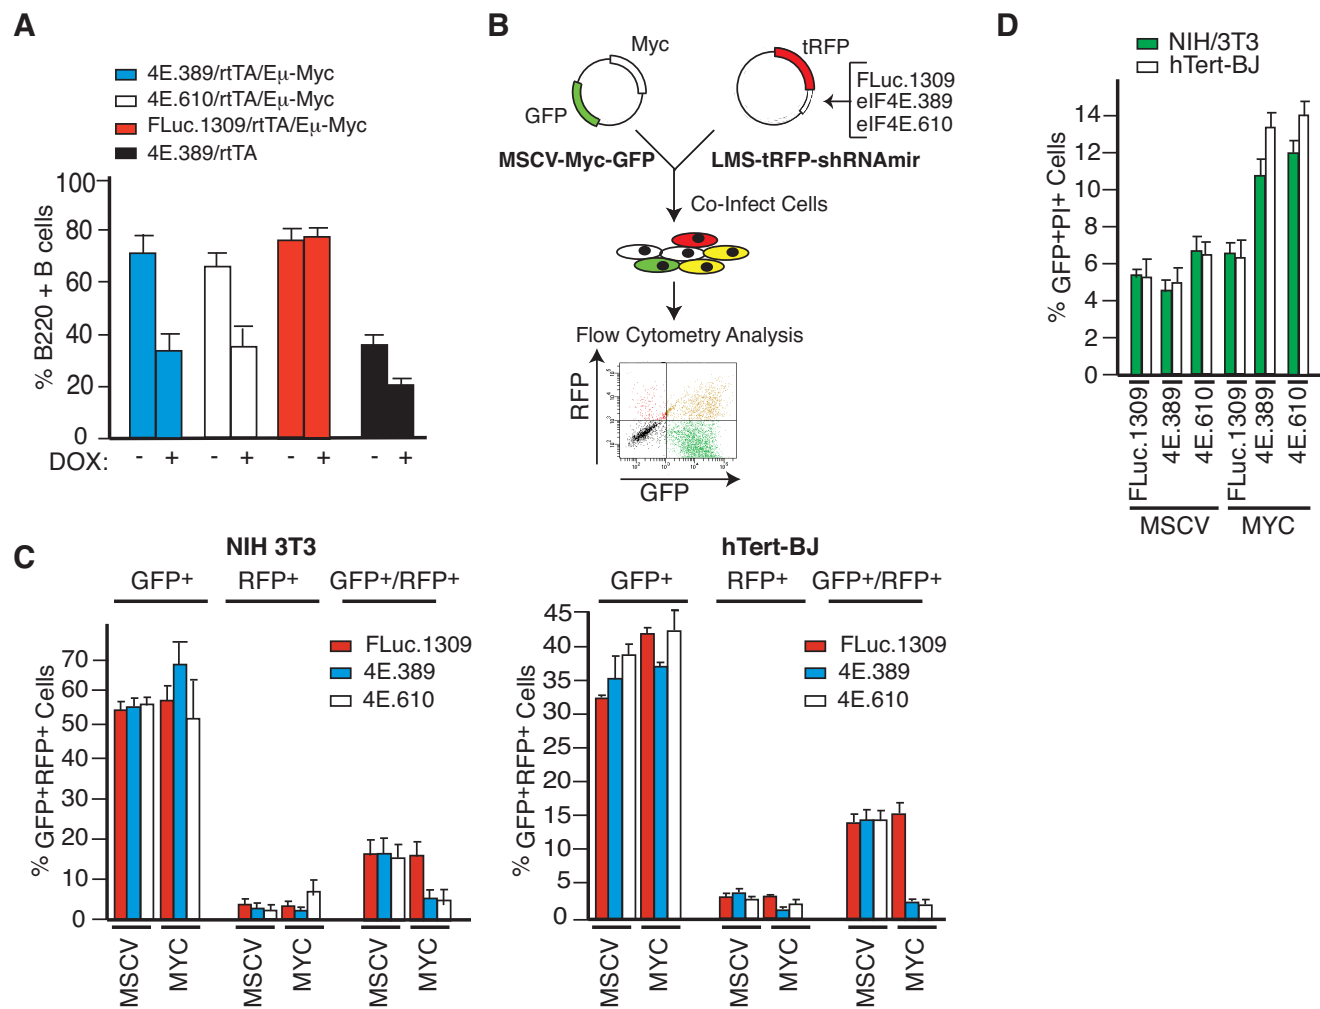 A
4E.389/rtTA/Eμ-Myc
4E.610/rtTA/Eμ-Myc
FLuc.1309/rtTA/Eμ-Myc
4E.389/rtTA
% B220 + B cells
100
80
60
40
20
0
DOX: - + - + - + - +
B
Myc
GFP
MSCV-Myc-GFP
tRFP
FLuc.1309
eIF4E.389
eIF4E.610
LMS-tRFP-shRNAmir
Co-Infect Cells
Flow Cytometry Analysis
RFP
GFP
D
NIH/3T3
hTert-BJ
% GFP+PI+ Cells
14
12
10
8
6
4
2
0
FLuc.1309
4E.389
4E.610
FLuc.1309
4E.389
4E.610
MSCV MYC
C
NIH 3T3
GFP+ RFP+ GFP+/RFP+
FLuc.1309
4E.389
4E.610
% GFP+RFP+ Cells
70
60
50
40
30
20
10
0
MSCV MYC MSCV MYC MSCV MYC
hTert-BJ
GFP+ RFP+ GFP+/RFP+
FLuc.1309
4E.389
4E.610
% GFP+RFP+ Cells
45
40
35
30
25
20
15
10
5
0
MSCV MYC MSCV MYC MSCV MYC